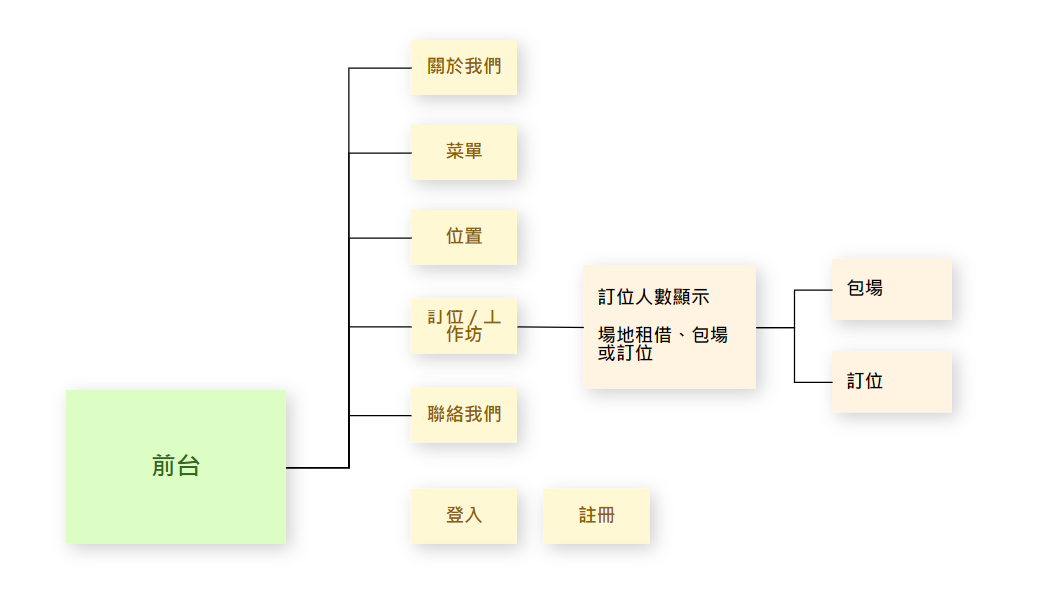 關於我們
菜單
位置
訂位 / 工
作坊
訂位人數顯示
場地租借、包場
或訂位
包場
訂位
聯絡我們
前台
登入
註冊